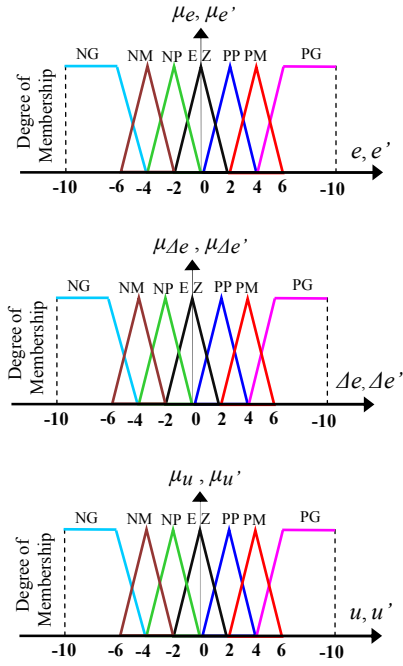 μe, μe’
NG NM NP E Z PP PM PG
Degree of
Membership
e, e’
-10 -6 -4 -2 0 2 4 6 -10
μΔe , μΔe’
NG NM NP E Z PP PM PG
Degree of
Membership
Δe, Δe’
-10 -6 -4 -2 0 2 4 6 -10
μu , μu’
NG NM NP E Z PP PM PG
Degree of
Membership
-10 -6 -4 -2 0 2 4 6 -10
u, u’